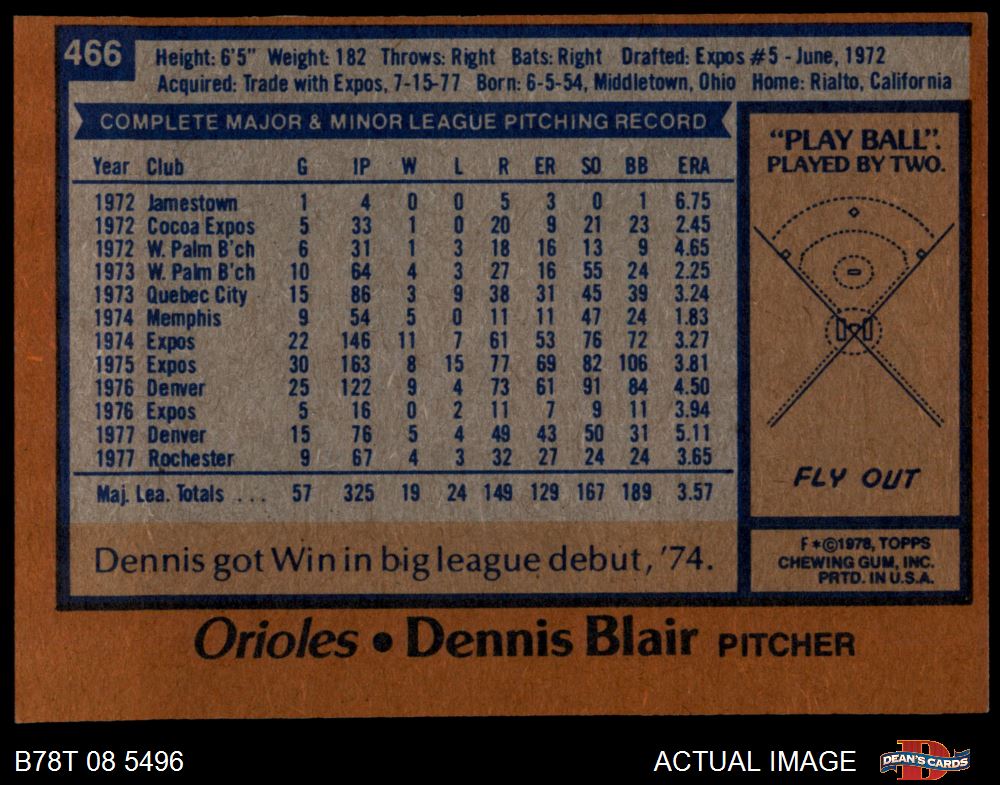 466
Height: 6'5" Weight: 182 Throws: Right Bats: Right Drafted: Expos #5 - June, 1972
Acquired: Trade with Expos, 7-15-77 Born: 6-5-54, Middletown, Ohio Home: Rialto, California
COMPLETE MAJOR & MINOR LEAGUE PITCHING RECORD
Year Club G IP W L R ER SO BB ERA
1972 Jamestown 1 4 0 0 5 3 0 1 6.75
1972 Cocoa Expos 5 33 1 0 20 9 21 23 2.45
1972 W. Palm B'ch 6 31 1 3 18 16 13 9 4.65
1973 W. Palm B'ch 10 64 4 3 27 16 55 24 2.25
1973 Quebec City 15 86 3 9 38 31 45 39 3.24
1974 Memphis 9 54 5 0 11 11 47 24 1.83
1974 Expos 22 146 11 7 61 53 76 72 3.27
1975 Expos 30 163 8 15 77 69 82 106 3.81
1976 Denver 25 122 9 4 73 61 91 84 4.50
1976 Expos 5 16 0 2 11 7 9 11 3.94
1977 Denver 15 76 5 4 49 43 50 31 5.11
1977 Rochester 9 67 4 3 32 27 24 24 3.65
Maj. Lea. Totals . . . 57 325 19 24 149 129 167 189 3.57
Dennis got Win in big league debut, '74.
"PLAY BALL".
PLAYED BY TWO.
FLY OUT
F*©1978, TOPPS
CHEWING GUM, INC.
PRTD. IN U.S.A.
Orioles • Dennis Blair PITCHER
B78T 08 5496
ACTUAL IMAGE
D
DEAN'S CARDS